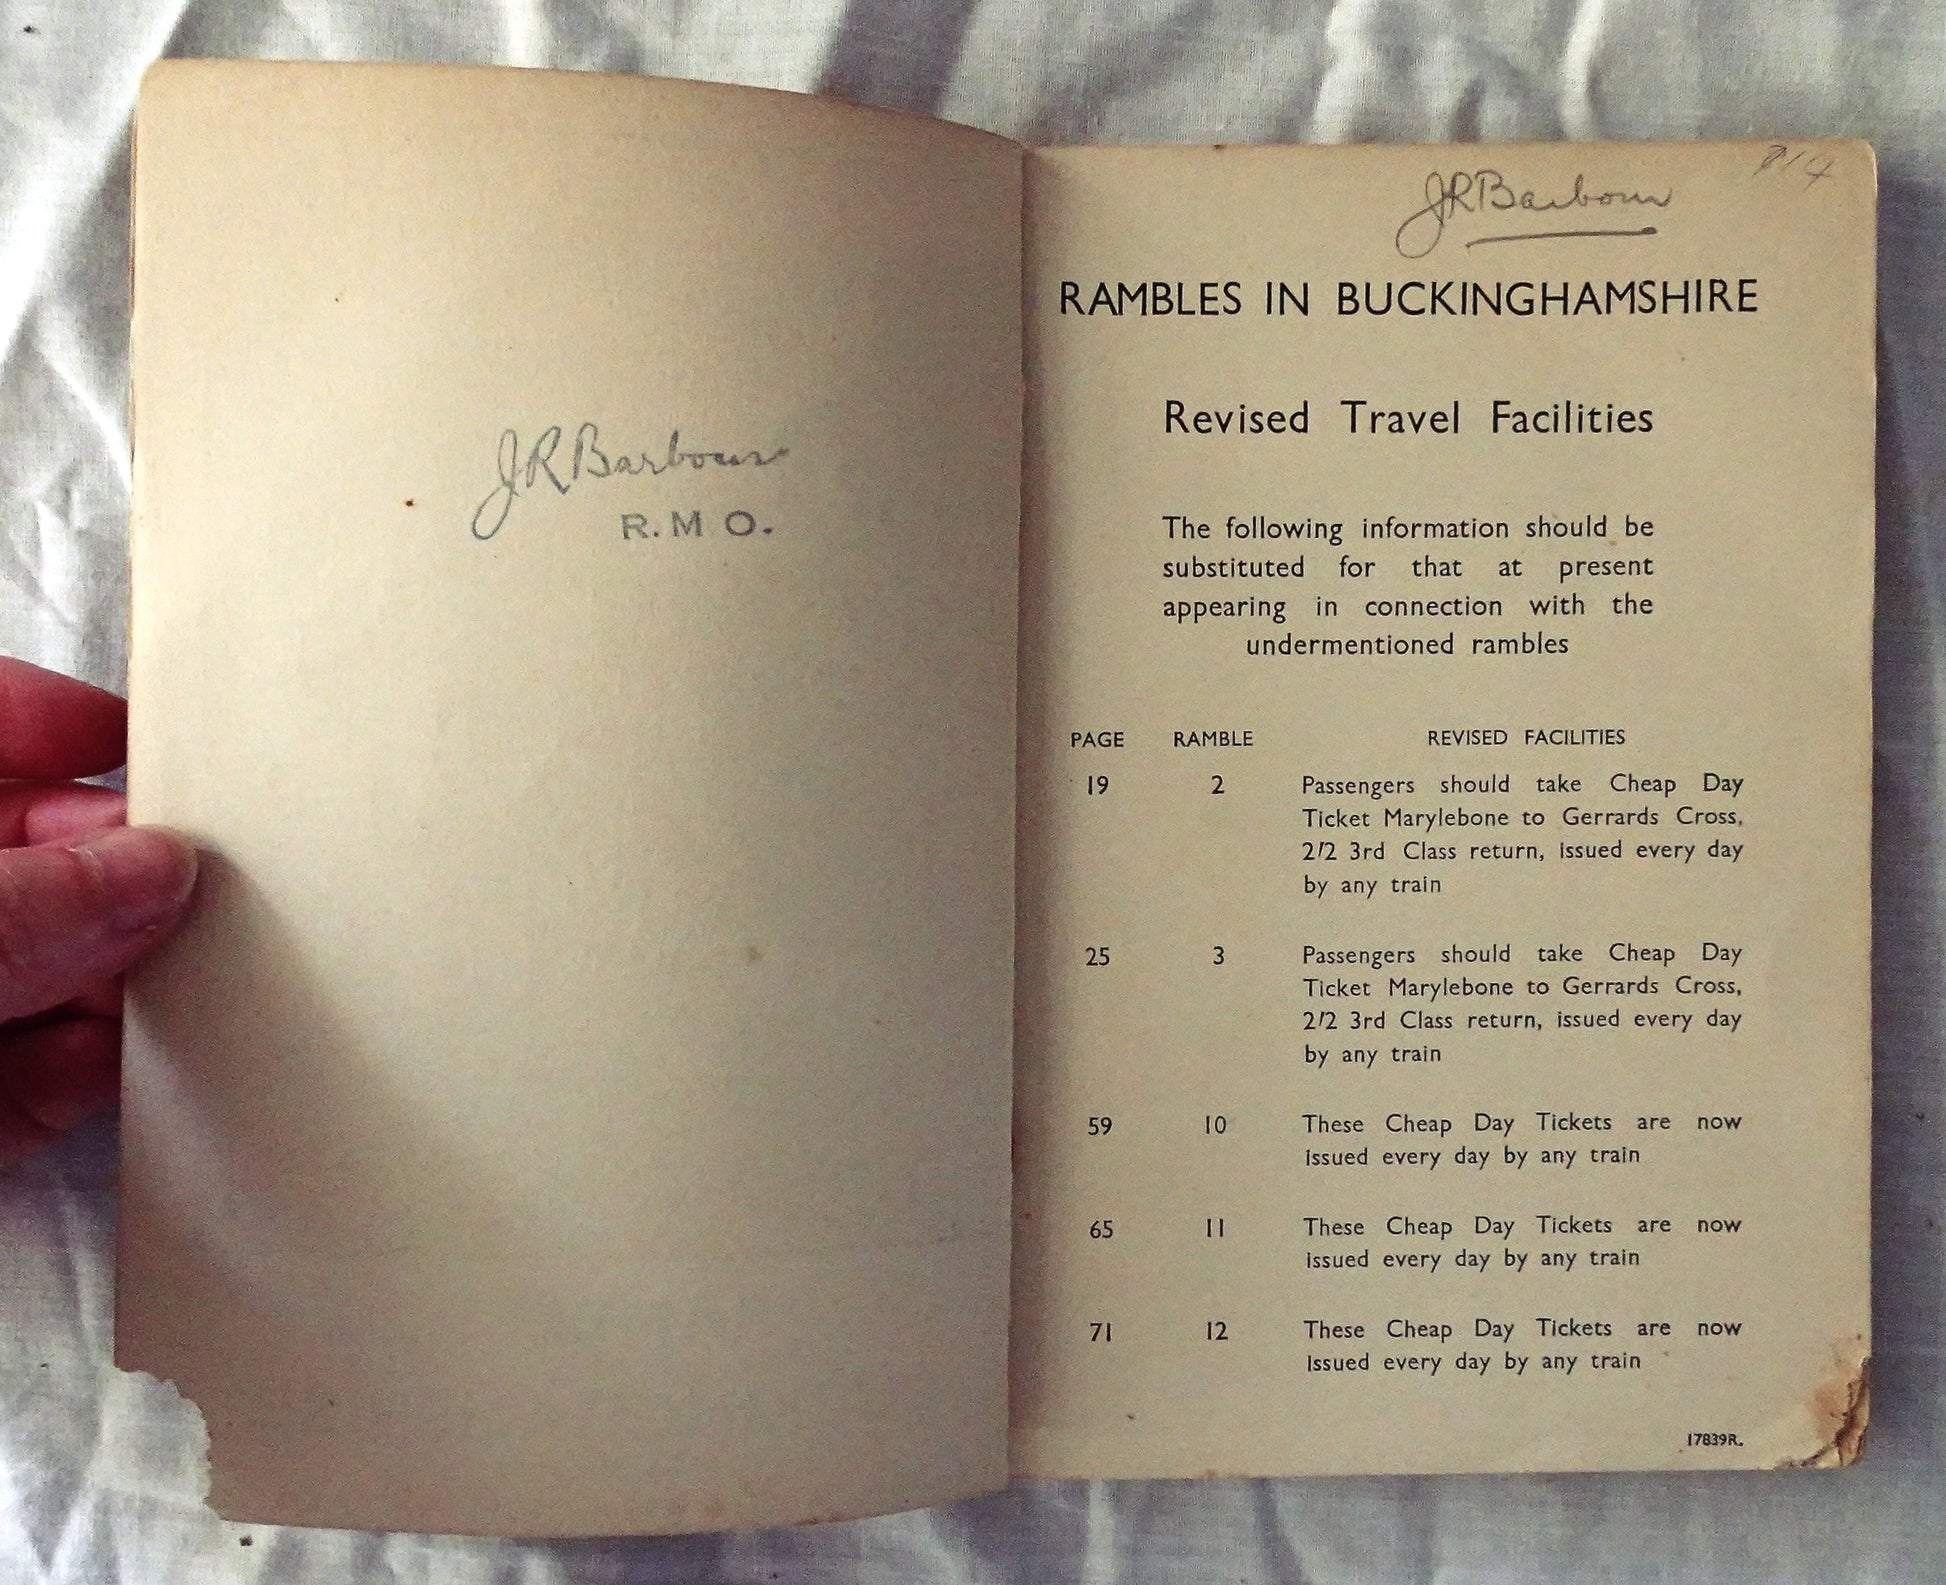 JRBarbour
R.M O.
JRBarbour
RAMBLES IN BUCKINGHAMSHIRE
Revised Travel Facilities
The following information should be
substituted for that at present
appearing in connection with the
undermentioned rambles
PAGE RAMBLE REVISED FACILITIES
19 2 Passengers should take Cheap Day
Ticket Marylebone to Gerrards Cross,
2/2 3rd Class return, issued every day
by any train
25 3 Passengers should take Cheap Day
Ticket Marylebone to Gerrards Cross,
2/2 3rd Class return, issued every day
by any train
59 10 These Cheap Day Tickets are now
issued every day by any train
65 11 These Cheap Day Tickets are now
issued every day by any train
71 12 These Cheap Day Tickets are now
issued every day by any train
17839R.